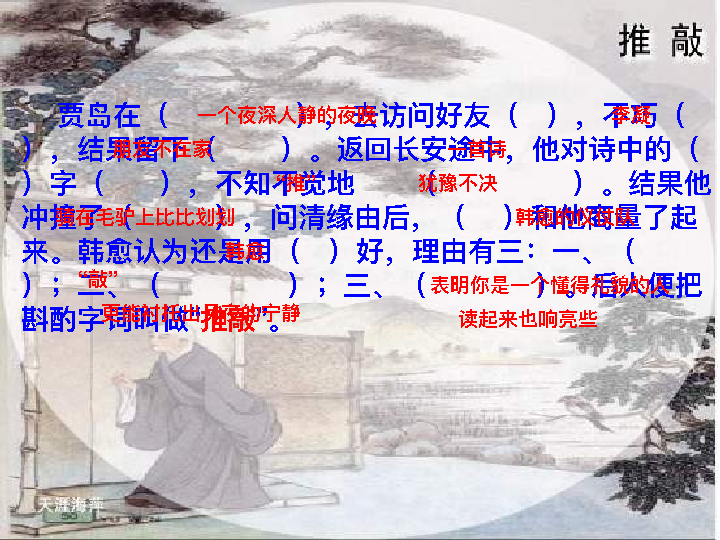 推 敲
贾岛在（ 一个夜深人静的夜晚 ），去访问好友（ ），不巧（ 李凝
），结果留下（ 朋友不在家 ）。返回长安途中，他对诗中的（ 一首诗
）字（ ），不知不觉地 （ ）。结果他 推 犹豫不决
冲撞了（ ），问清缘由后，（ ）和他商量了起 骑在毛驴上比比划划 韩愈的仪仗队
来。韩愈认为还是用（ ）好，理由有三：一、（ 韩愈
）；二、（ ）；三、（ ）。后人便把 “敲” 表明你是一个懂得礼貌的人
斟酌字词叫做“推敲”。 更能衬托出月夜的宁静 读起来也响亮些
天涯海萍